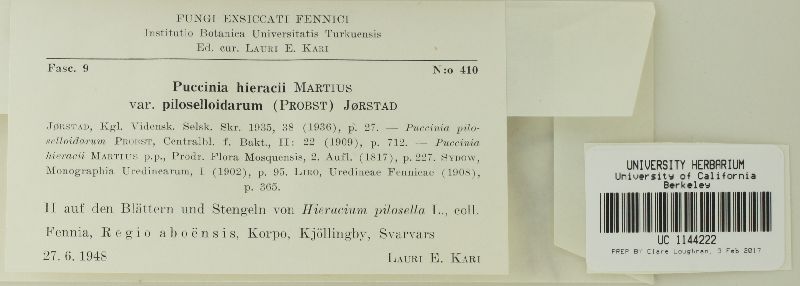 FUNGI EXSICCATI FENNICI
Institutio Botanica Universitatis Turkuensis
Ed. cur. LAURI E. KARI
Fasc. 9 N:o 410
Puccinia hieracii MARTIUS
var. piloselloidarum (PROBST) JØRSTAD
JØRSTAD, Kgl. Vidensk. Selsk. Skr. 1935, 38 (1936), p. 27. — Puccinia pilo-
selloidarum PROBST, Centralbl. f. Bakt., II: 22 (1909), p. 712. — Puccinia
hieracii MARTIUS p.p., Prodr. Flora Mosquensis, 2. Aufl. (1817), p. 227. SYDOW,
Monographia Uredinearum, I (1902), p. 95. LIRO, Uredineae Fennicae (1908),
p. 365.
II auf den Blättern und Stengeln von Hieracium pilosella L., coll.
Fennia, Regio aboënsis, Korpo, Kjöllingby, Svarvars
27. 6. 1948 LAURI E. KARI
UNIVERSITY HERBARIUM
University of California
Berkeley
UC 1144222
PREP BY Clare Loughran, 3 Feb 2017